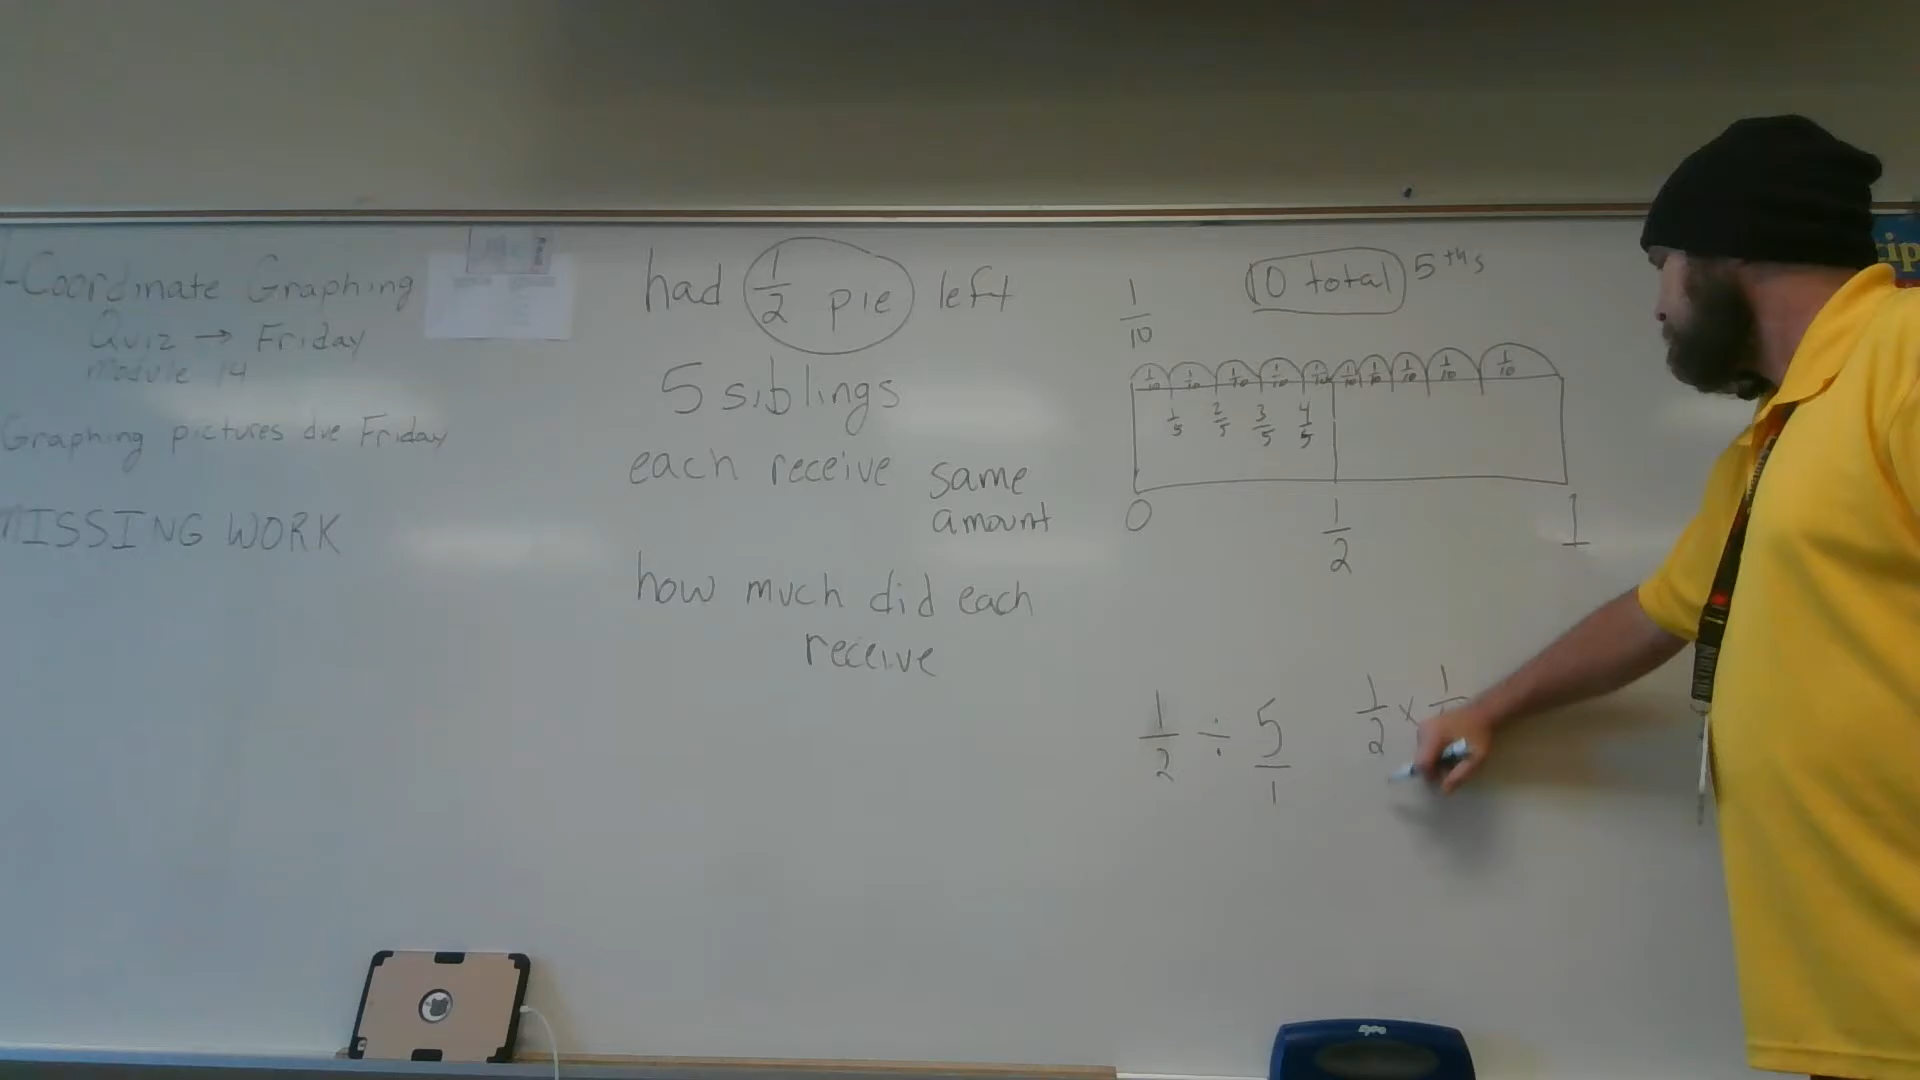 -Coordinate Graphing
Quiz → Friday
Module 14
Graphing pictures due Friday
MISSING WORK
had 1/2 pie left
5 siblings
each receive same
amount
how much did each
receive
1/10
10 total 5ths
1/10 1/10 1/10 1/10 1/10 1/10 1/10 1/10 1/10 1/10
1/5 2/5 3/5 4/5
0 1/2 1
1/2 ÷ 5/1
1/2 × 1
cip
expo